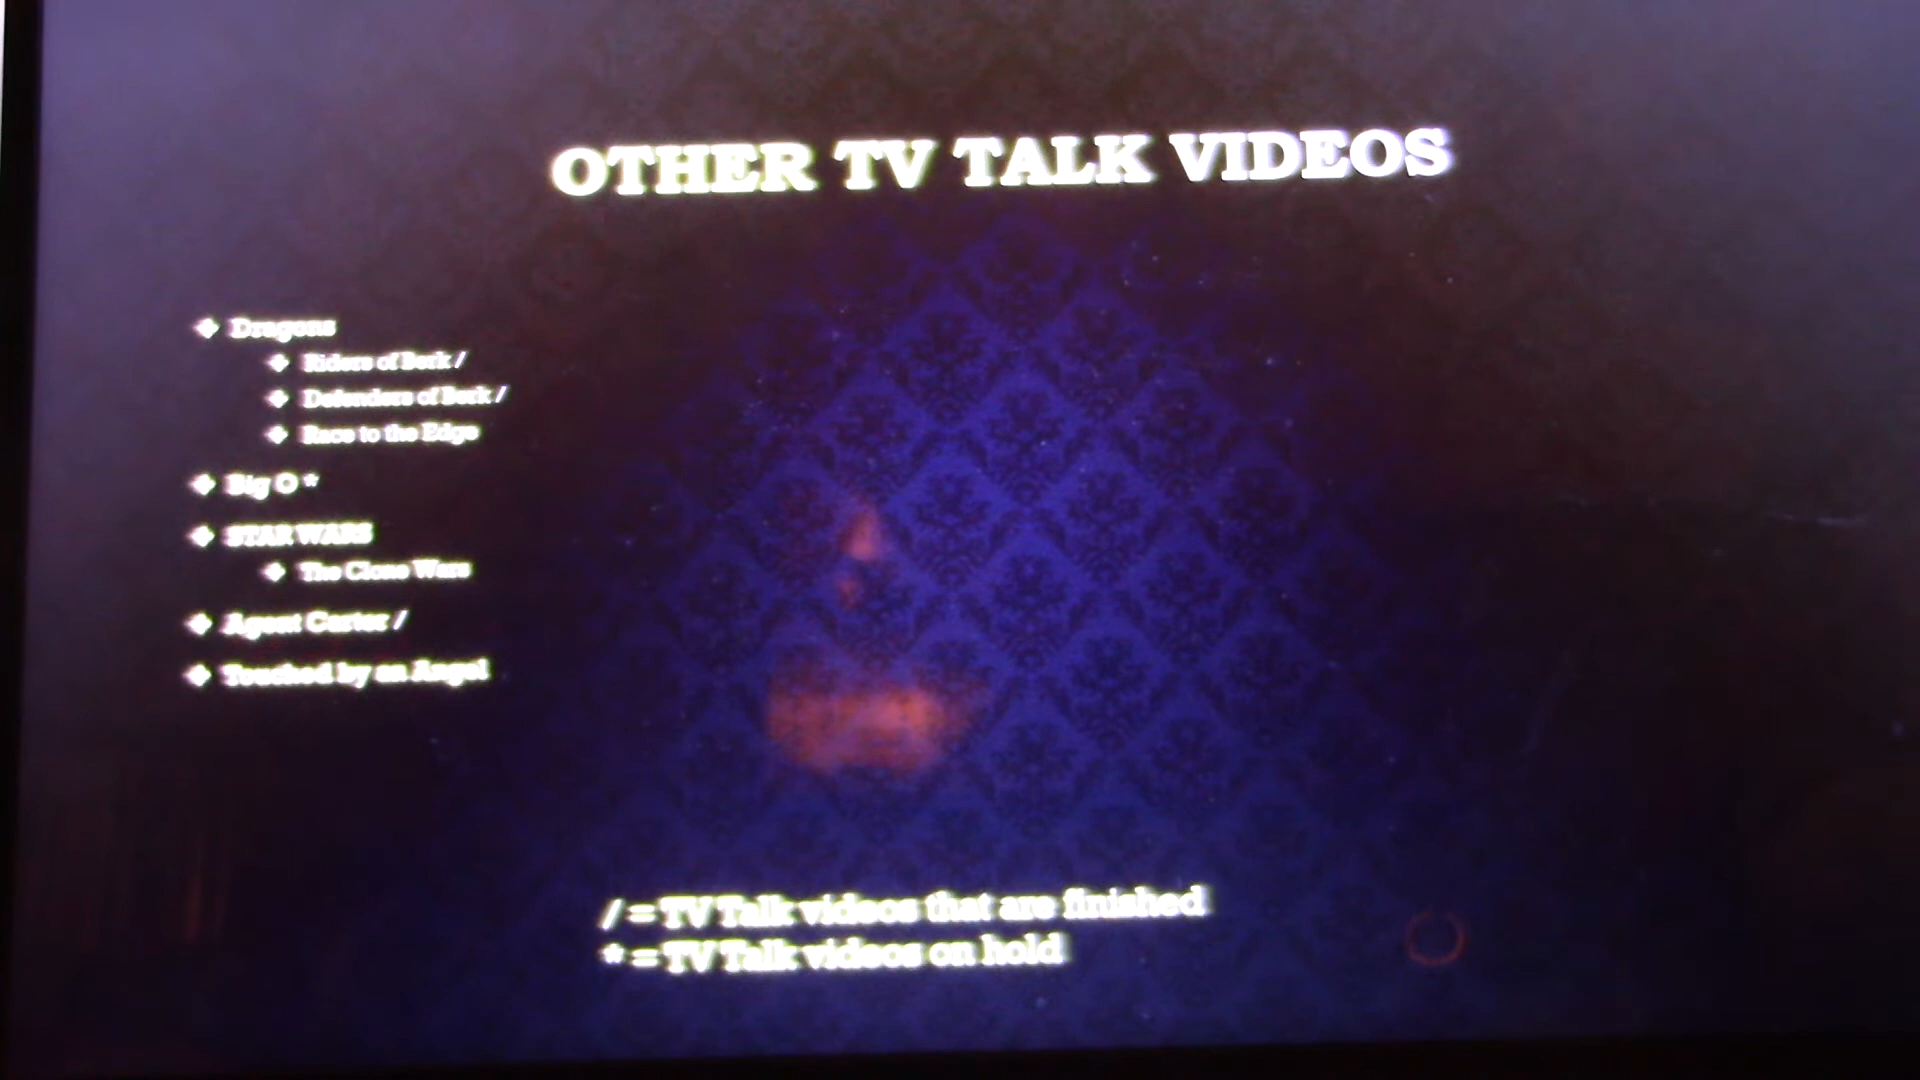 OTHER TV TALK VIDEOS
Dragons
Riders of Berk /
Defenders of Berk /
Race to the Edge
Big O *
STAR WARS
The Clone Wars
Agent Carter /
Touched by an Angel
/ = TV Talk videos that are finished
* = TV Talk videos on hold